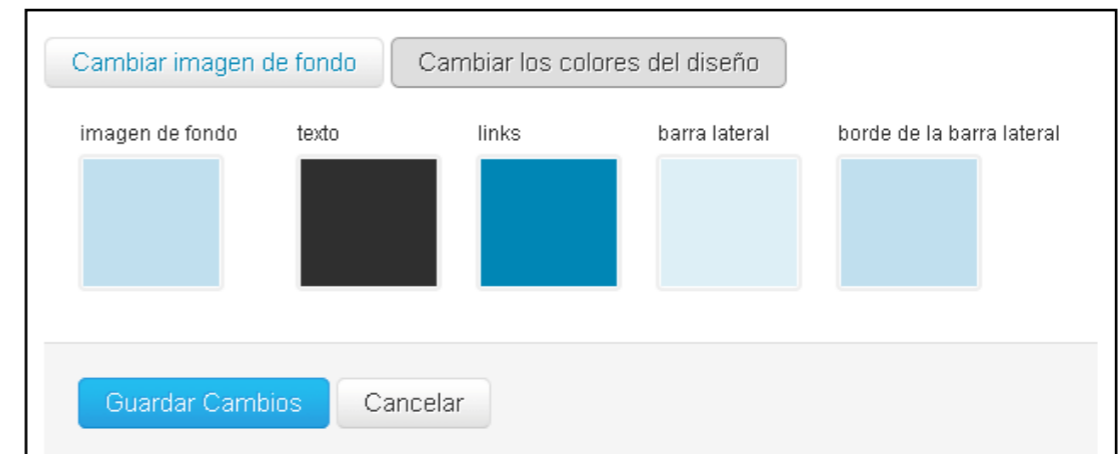 Cambiar imagen de fondo Cambiar los colores del diseño
imagen de fondo texto links barra lateral borde de la barra lateral
Guardar Cambios Cancelar